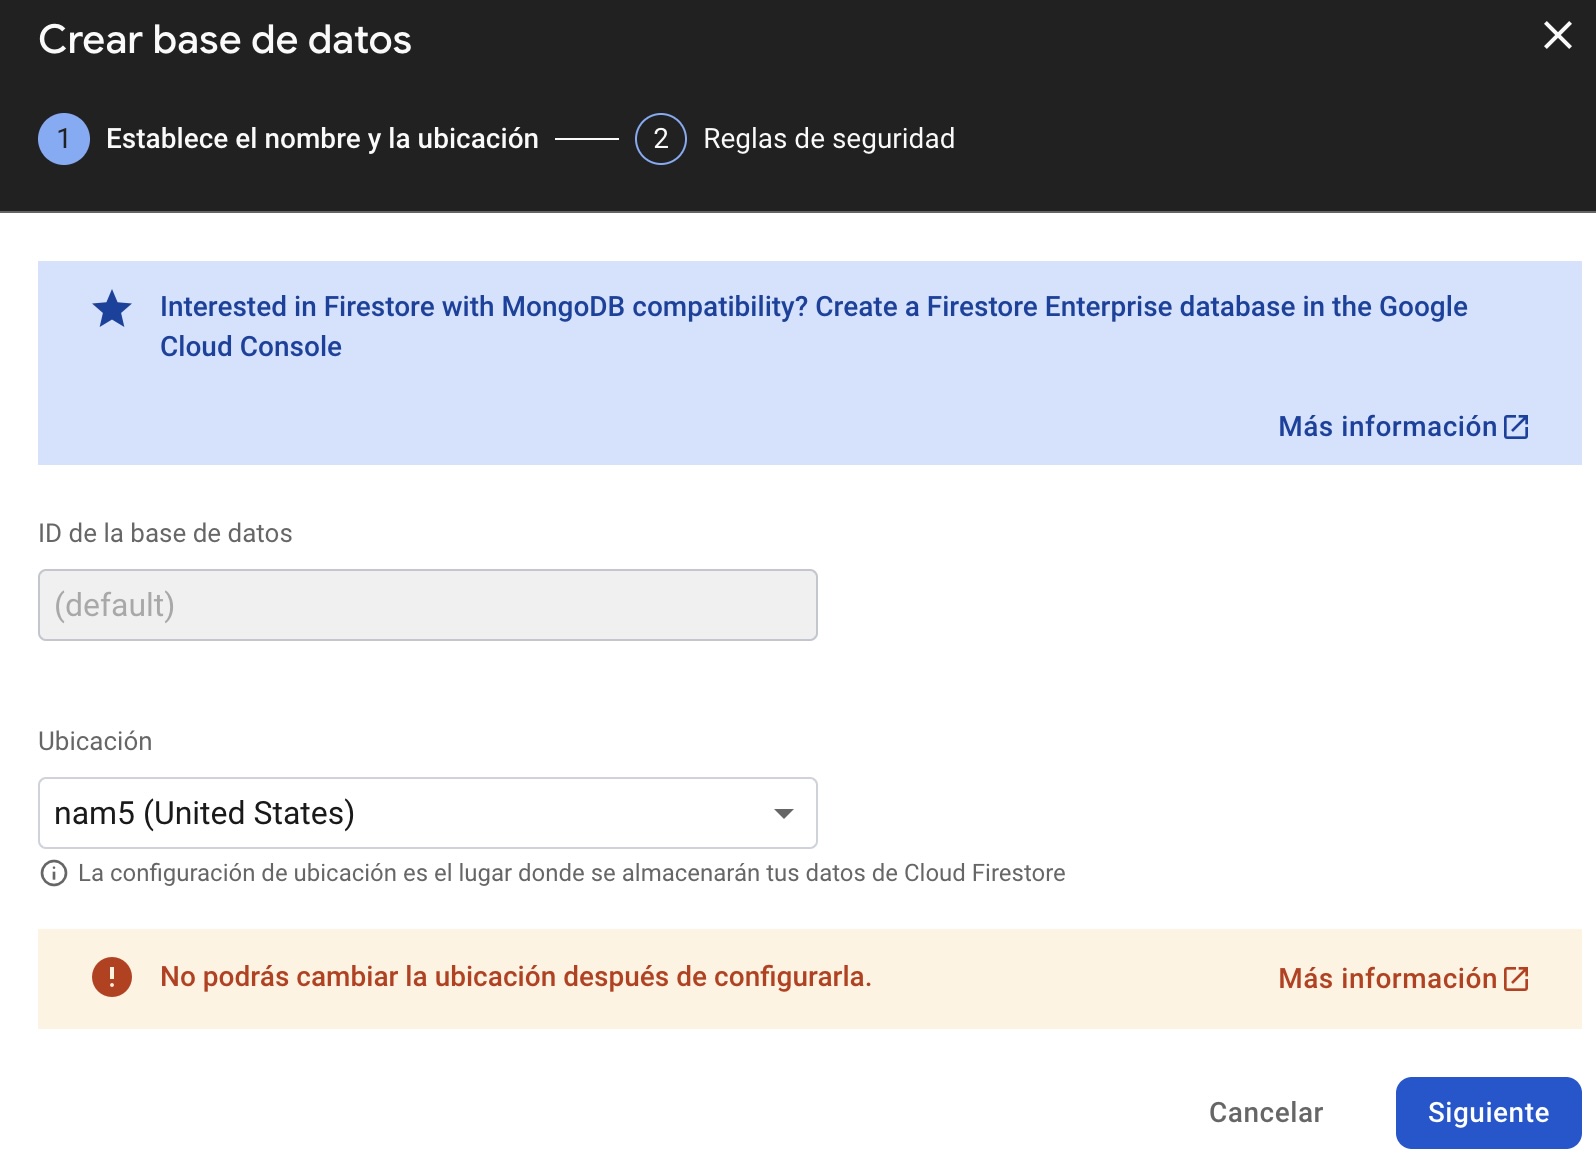 Crear base de datos
1 Establece el nombre y la ubicación 2 Reglas de seguridad
Interested in Firestore with MongoDB compatibility? Create a Firestore Enterprise database in the Google
Cloud Console
Más información
ID de la base de datos
(default)
Ubicación
nam5 (United States)
La configuración de ubicación es el lugar donde se almacenarán tus datos de Cloud Firestore
No podrás cambiar la ubicación después de configurarla.
Más información
Cancelar
Siguiente